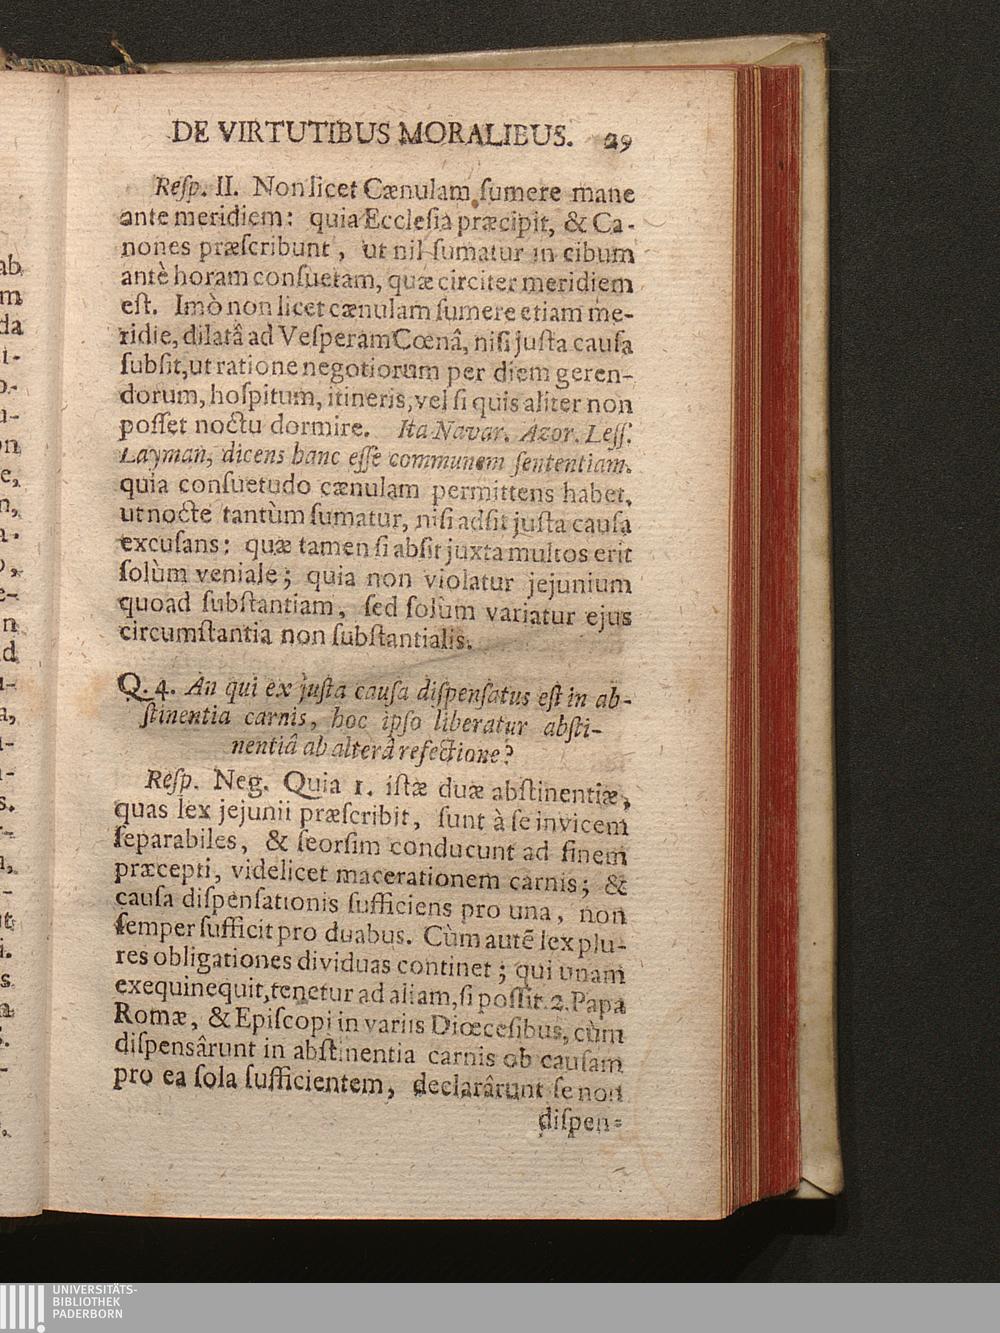 DE VIRTUTIBUS MORALIBUS. 29
Reſp. II. Non licet Cænulam ſumere mane
ante meridiem: quia Eccleſia præcipit, & Ca-
nones præſcribunt, ut nil ſumatur in cibum
antè horam conſuetam, quæ circiter meridiem
eſt. Imò non licet cænulam ſumere etiam me-
ridie, dilatâ ad Veſperam Cœnâ, niſi juſta cauſa
ſubſit, ut ratione negotiorum per diem geren-
dorum, hoſpitum, itineris, vel ſi quis aliter non
poſſet noctu dormire. Ita Navar. Azor. Leſſ.
Layman, dicens hanc eſſe communem ſententiam.
quia conſuetudo cænulam permittens habet,
ut nocte tantùm ſumatur, niſi adſit juſta cauſa
excuſans: quæ tamen ſi abſit juxta multos erit
ſolùm veniale; quia non violatur jejunium
quoad ſubſtantiam, ſed ſolùm variatur ejus
circumſtantia non ſubſtantialis.
Q. 4. An qui ex juſta cauſa diſpenſatus eſt in ab-
ſtinentia carnis, hoc ipſo liberatur abſti-
nentiâ ab alterâ refectione?
Reſp. Neg. Quia 1. iſtæ duæ abſtinentiæ,
quas lex jejunii præſcribit, ſunt à ſe invicem
ſeparabiles, & ſeorſim conducunt ad finem
præcepti, videlicet macerationem carnis; &
cauſa diſpenſationis ſufficiens pro una, non
ſemper ſufficit pro duabus. Cùm autē lex plu-
res obligationes dividuas continet; qui unam
exequi nequit, tenetur ad aliam, ſi poſſit. 2. Papa
Romæ, & Epiſcopi in variis Diœceſibus, cùm
diſpensârunt in abſtinentia carnis ob cauſam
pro ea ſola ſufficientem, declarârunt ſe non
diſpen-
UNIVERSITÄTS-
BIBLIOTHEK
PADERBORN